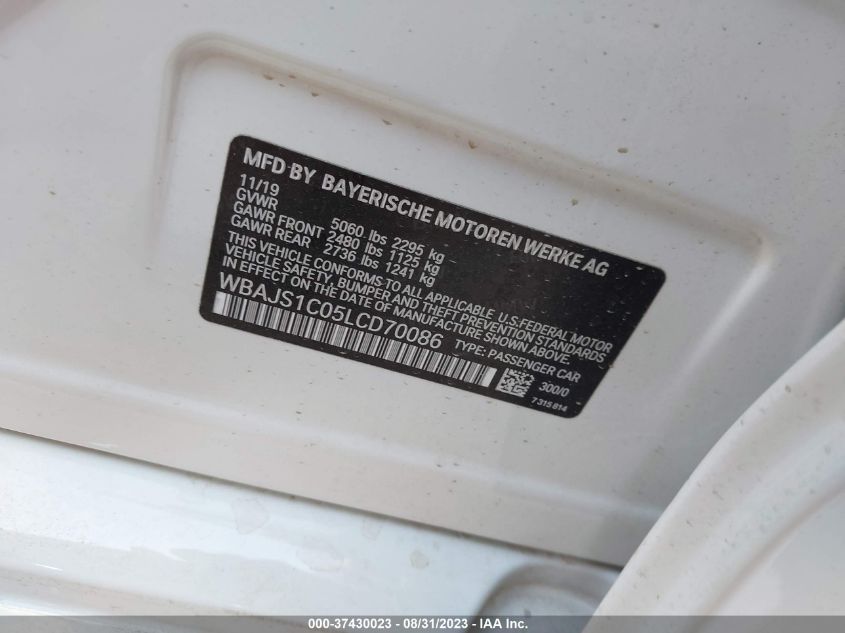 MFD BY BAYERISCHE MOTOREN WERKE AG
11/19
GVWR 5060 lbs 2295 kg
GAWR FRONT 2480 lbs 1125 kg
GAWR REAR 2736 lbs 1241 kg
THIS VEHICLE CONFORMS TO ALL APPLICABLE U.S.FEDERAL MOTOR
VEHICLE SAFETY, BUMPER AND THEFT PREVENTION STANDARDS
IN EFFECT ON THE DATE OF MANUFACTURE SHOWN ABOVE.
WBAJS1C05LCD70086 TYPE: PASSENGER CAR
300/0
7315814
000-37430023 - 08/31/2023 - © IAA Inc.